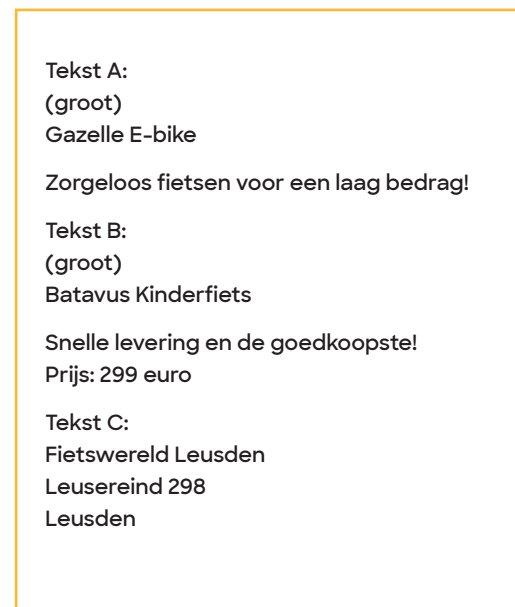 Tekst A:
(groot)
Gazelle E-bike
Zorgeloos fietsen voor een laag bedrag!
Tekst B:
(groot)
Batavus Kinderfiets
Snelle levering en de goedkoopste!
Prijs: 299 euro
Tekst C:
Fietswereld Leusden
Leusereind 298
Leusden